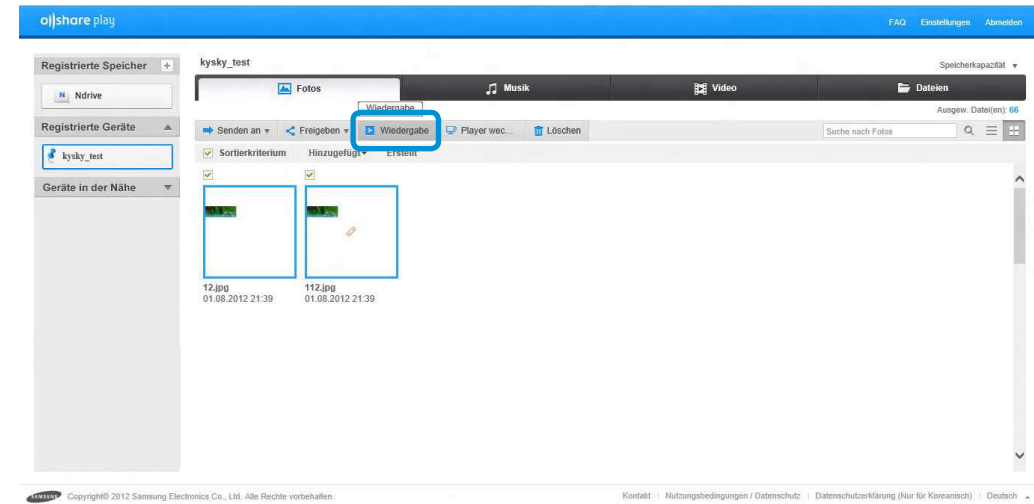 allshare play
FAQ Einstellungen Abmelden
Registrierte Speicher +
N Ndrive
Registrierte Geräte
kysky_test
Geräte in der Nähe
kysky_test
Speicherkapazität
Fotos Musik Video Dateien
Wiedergabe
Ausgew. Datei(en): 66
Senden an Freigeben Wiedergabe Player wec... Löschen
Suche nach Fotos
Sortierkriterium Hinzugefügt Erstellt
12.jpg
01.08.2012 21:39
112.jpg
01.08.2012 21:39
SAMSUNG Copyright© 2012 Samsung Electronics Co., Ltd. Alle Rechte vorbehalten.
Kontakt | Nutzungsbedingungen / Datenschutz | Datenschutzerklärung (Nur für Koreanisch) | Deutsch